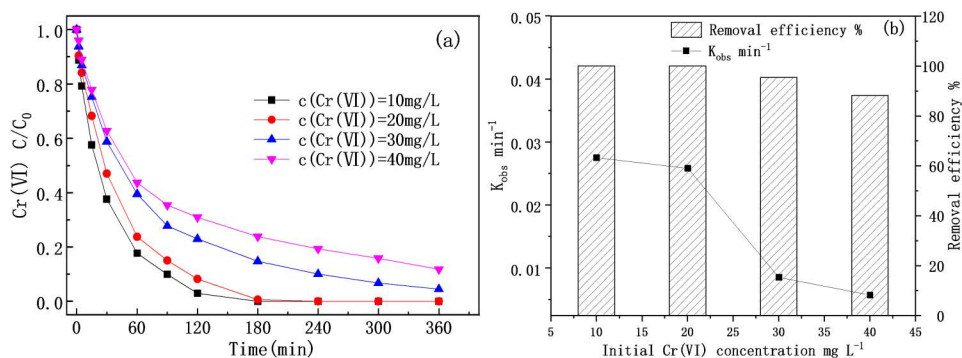 (a)
1.0
0.8
0.6
0.4
0.2
0.0
Cr(VI) C/C₀
c(Cr(VI))=10mg/L
c(Cr(VI))=20mg/L
c(Cr(VI))=30mg/L
c(Cr(VI))=40mg/L
0 60 120 180 240 300 360
Time(min)
(b)
Removal efficiency %
K_obs min⁻¹
0.05
0.04
0.03
0.02
0.01
K_obs min⁻¹
120
100
80
60
40
20
0
Removal efficiency %
5 10 15 20 25 30 35 40 45
Initial Cr(VI) concentration mg L⁻¹